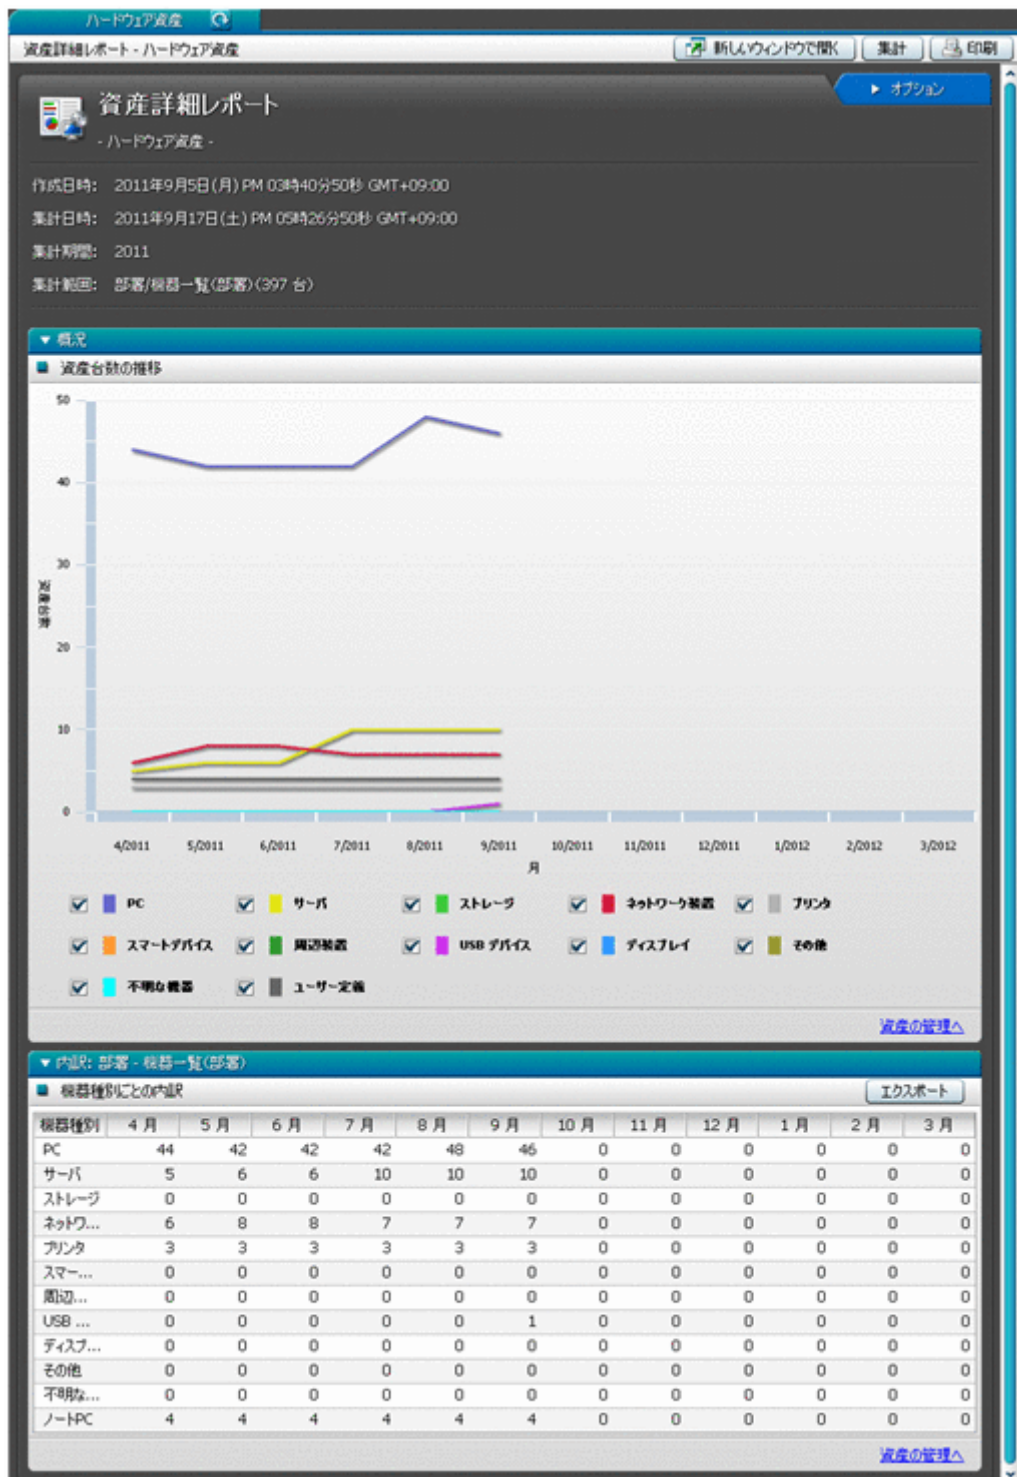 ハードウェア資産
資産詳細レポート - ハードウェア資産
新しいウィンドウで開く 集計 印刷
オプション
資産詳細レポート
- ハードウェア資産 -
作成日時: 2011年9月5日(月) PM 03時40分50秒 GMT+09:00
集計日時: 2011年9月17日(土) PM 05時26分50秒 GMT+09:00
集計期間: 2011
集計範囲: 部署/機器一覧(部署)(397 台)
概況
資産台数の推移
50
40
30
資産台数
20
10
0
4/2011 5/2011 6/2011 7/2011 8/2011 9/2011 10/2011 11/2011 12/2011 1/2012 2/2012 3/2012
月
PC サーバ ストレージ ネットワーク装置 プリンタ
スマートデバイス 周辺装置 USB デバイス ディスプレイ その他
不明な機器 ユーザー定義
資産の管理へ
内訳: 部署 - 機器一覧(部署)
機器種別ごとの内訳 エクスポート
機器種別 4 月 5 月 6 月 7 月 8 月 9 月 10 月 11 月 12 月 1 月 2 月 3 月
PC 44 42 42 42 48 46 0 0 0 0 0 0
サーバ 5 6 6 10 10 10 0 0 0 0 0 0
ストレージ 0 0 0 0 0 0 0 0 0 0 0 0
ネットワ... 6 8 8 7 7 7 0 0 0 0 0 0
プリンタ 3 3 3 3 3 3 0 0 0 0 0 0
スマー... 0 0 0 0 0 0 0 0 0 0 0 0
周辺... 0 0 0 0 0 0 0 0 0 0 0 0
USB ... 0 0 0 0 0 1 0 0 0 0 0 0
ディスプ... 0 0 0 0 0 0 0 0 0 0 0 0
その他 0 0 0 0 0 0 0 0 0 0 0 0
不明な... 0 0 0 0 0 0 0 0 0 0 0 0
ノートPC 4 4 4 4 4 4 0 0 0 0 0 0
資産の管理へ